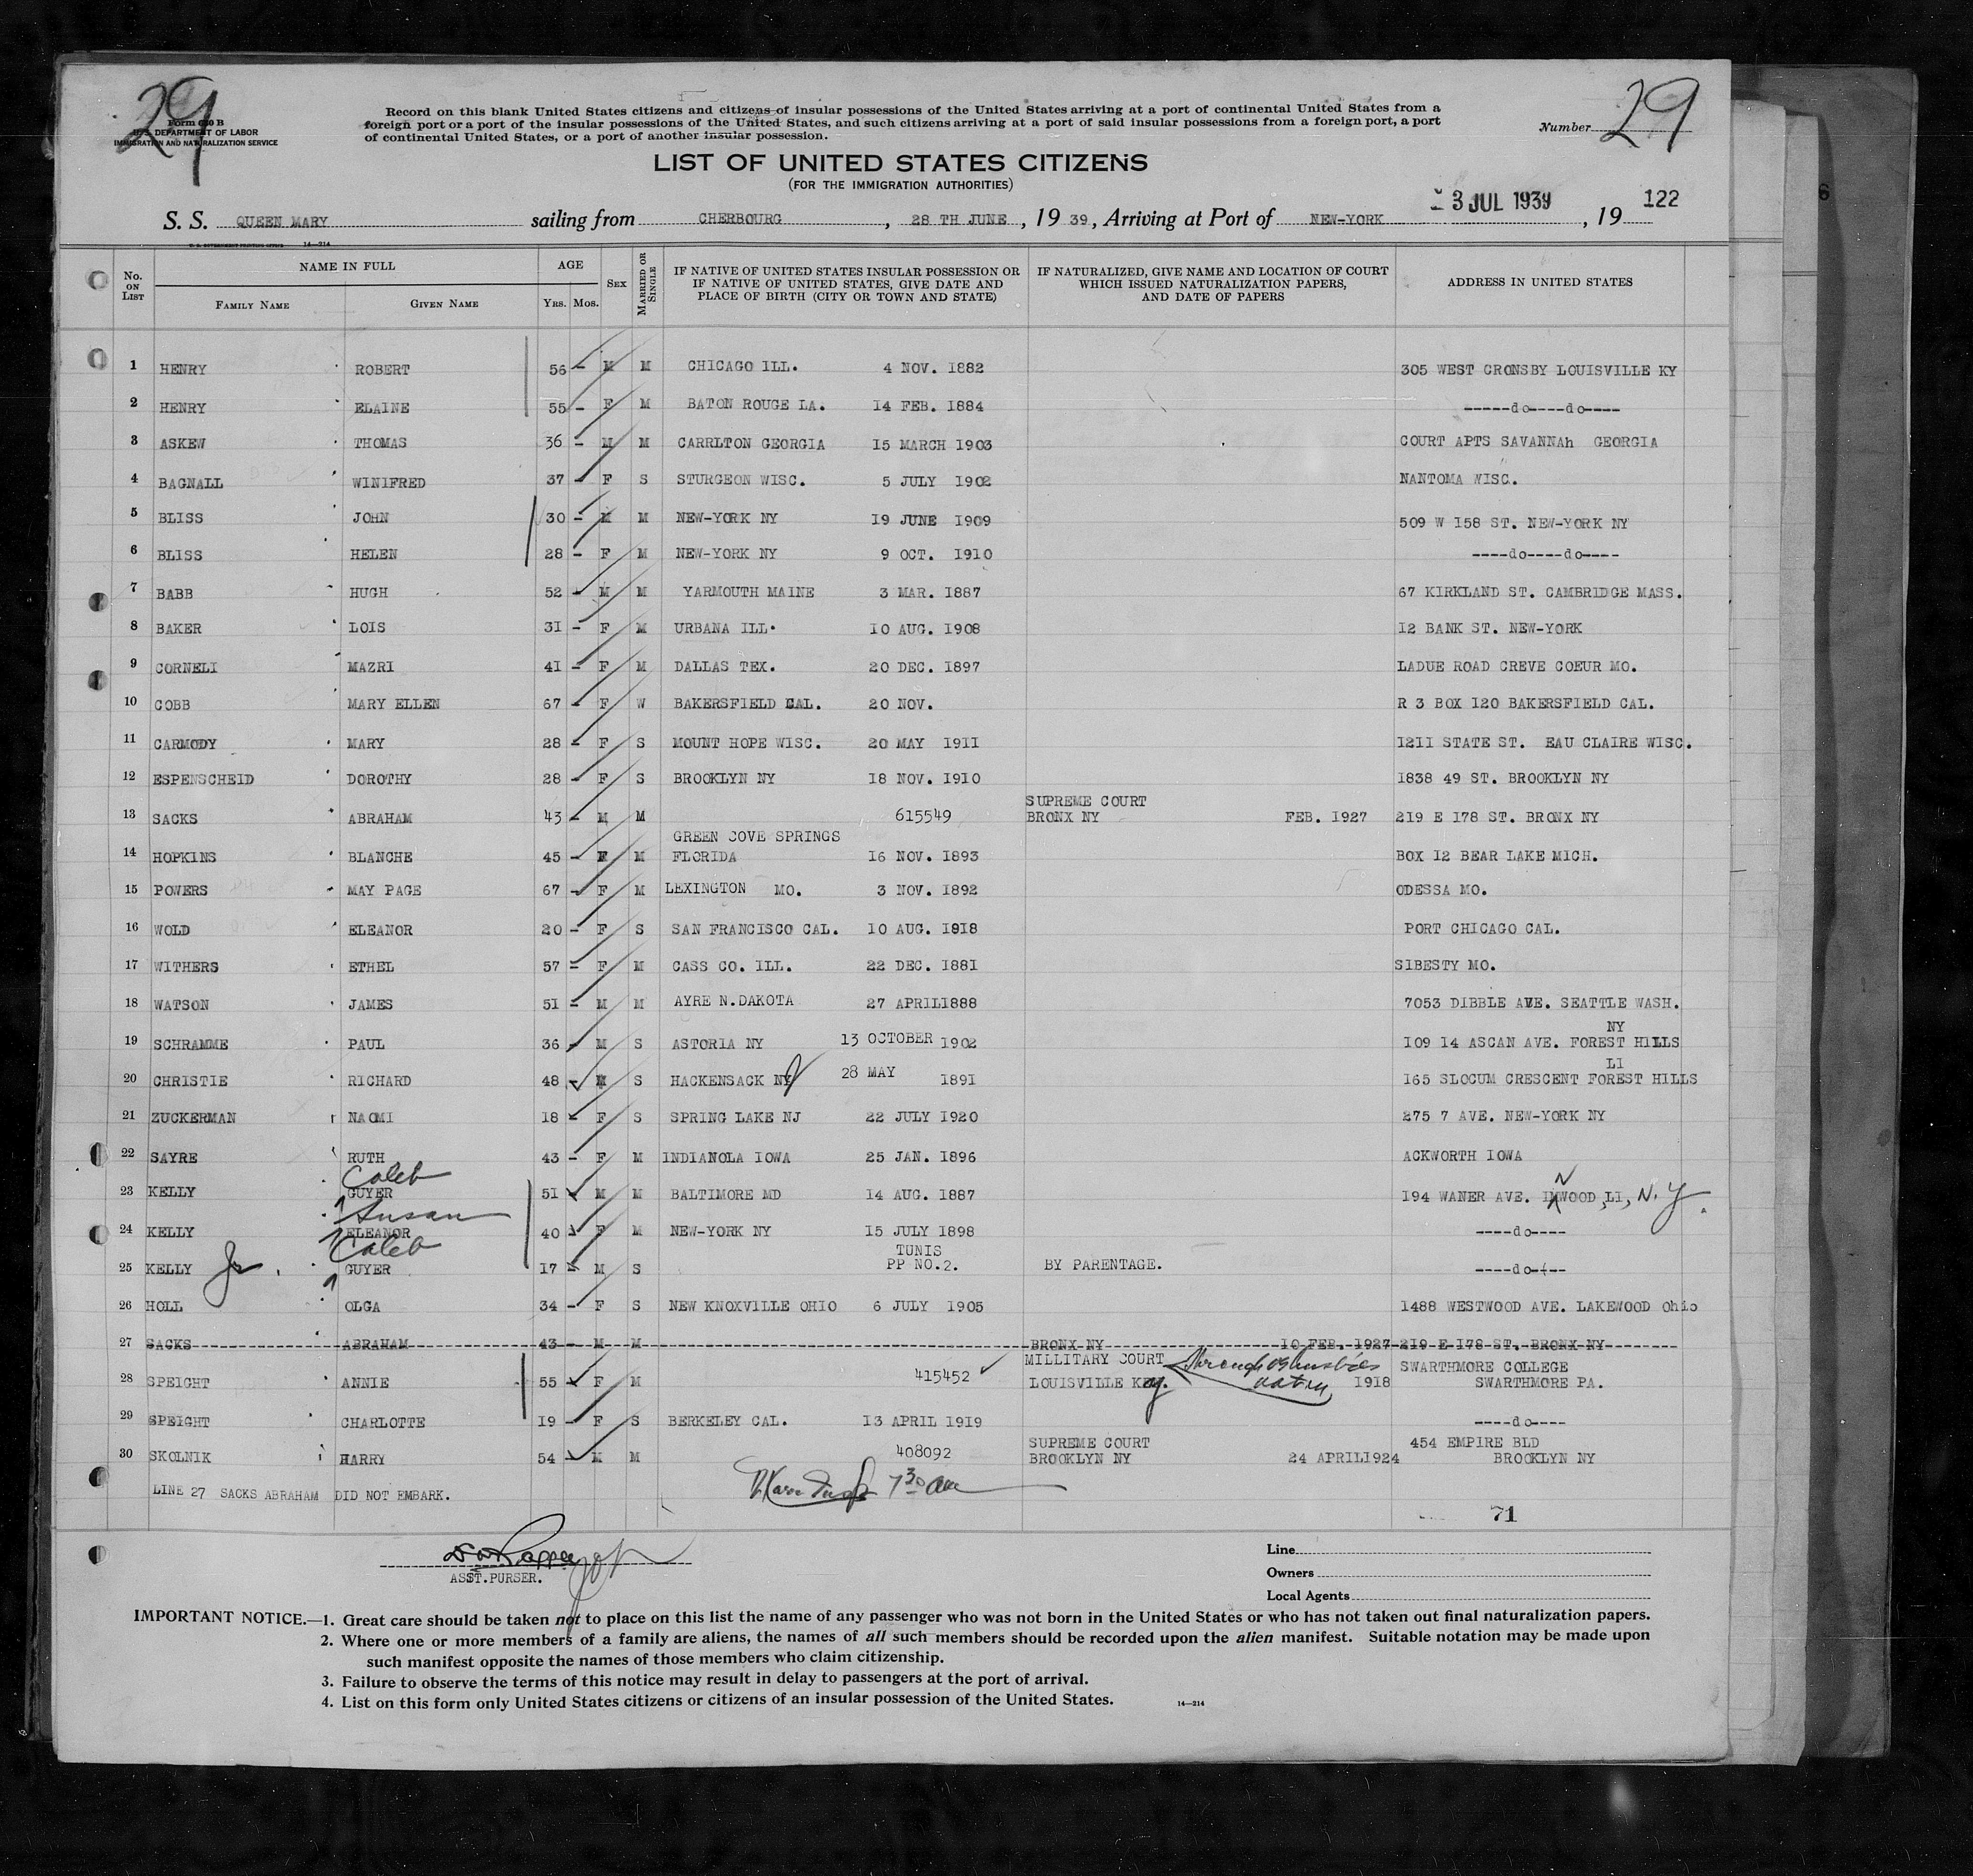 29
29
Form 630 B
U. S. DEPARTMENT OF LABOR
IMMIGRATION AND NATURALIZATION SERVICE
Record on this blank United States citizens and citizens of insular possessions of the United States arriving at a port of continental United States from a
foreign port or a port of the insular possessions of the United States, and such citizens arriving at a port of said insular possessions from a foreign port, a port
of continental United States, or a port of another insular possession.
Number
LIST OF UNITED STATES CITIZENS
(FOR THE IMMIGRATION AUTHORITIES)
S. S. QUEEN MARY sailing from CHERBOURG, 28 TH JUNE, 19 39, Arriving at Port of NEW-YORK 3 JUL 1939, 19 122
U. S. GOVERNMENT PRINTING OFFICE 14—214
No. ON LIST NAME IN FULL FAMILY NAME GIVEN NAME AGE YRS. MOS. SEX MARRIED OR SINGLE
IF NATIVE OF UNITED STATES INSULAR POSSESSION OR IF NATIVE OF UNITED STATES, GIVE DATE AND PLACE OF BIRTH (CITY OR TOWN AND STATE)
IF NATURALIZED, GIVE NAME AND LOCATION OF COURT WHICH ISSUED NATURALIZATION PAPERS, AND DATE OF PAPERS
ADDRESS IN UNITED STATES
1 HENRY ROBERT 56 - M M CHICAGO ILL. 4 NOV. 1882 305 WEST CRONSBY LOUISVILLE KY
2 HENRY ELAINE 55 - F M BATON ROUGE LA. 14 FEB. 1884 -----do----do----
3 ASKEW THOMAS 36 - M M CARRLTON GEORGIA 15 MARCH 1903 COURT APTS SAVANNAh GEORGIA
4 BAGNALL WINIFRED 37 - F S STURGEON WISC. 5 JULY 1902 NANTOMA WISC.
5 BLISS JOHN 30 - M M NEW-YORK NY 19 JUNE 1909 509 W 158 ST. NEW-YORK NY
6 BLISS HELEN 28 - F M NEW-YORK NY 9 OCT. 1910 ----do----do----
7 BABB HUGH 52 - M M YARMOUTH MAINE 3 MAR. 1887 67 KIRKLAND ST. CAMBRIDGE MASS.
8 BAKER LOIS 31 - F M URBANA ILL. 10 AUG. 1908 12 BANK ST. NEW-YORK
9 CORNELI MAZRI 41 - F M DALLAS TEX. 20 DEC. 1897 LADUE ROAD CREVE COEUR MO.
10 COBB MARY ELLEN 67 - F W BAKERSFIELD CAL. 20 NOV. R 3 BOX 120 BAKERSFIELD CAL.
11 CARMODY MARY 28 - F S MOUNT HOPE WISC. 20 MAY 1911 1211 STATE ST. EAU CLAIRE WISC.
12 ESPENSCHEID DOROTHY 28 - F S BROOKLYN NY 18 NOV. 1910 1838 49 ST. BROOKLYN NY
SUPREME COURT
13 SACKS ABRAHAM 43 - M M 615549 BRONX NY FEB. 1927 219 E 178 ST. BRONX NY
GREEN COVE SPRINGS
14 HOPKINS BLANCHE 45 - F M FLORIDA 16 NOV. 1893 BOX 12 BEAR LAKE MICH.
15 POWERS MAY PAGE 67 - F M LEXINGTON MO. 3 NOV. 1892 ODESSA MO.
16 WOLD ELEANOR 20 - F S SAN FRANCISCO CAL. 10 AUG. 1918 PORT CHICAGO CAL.
17 WITHERS ETHEL 57 - F M CASS CO. ILL. 22 DEC. 1881 SIBESTY MO.
18 WATSON JAMES 51 - M M AYRE N.DAKOTA 27 APRIL1888 7053 DIBBLE AVE. SEATTLE WASH.
NY
19 SCHRAMME PAUL 36 - M S ASTORIA NY 13 OCTOBER 1902 109 14 ASCAN AVE. FOREST HILLS
LI
20 CHRISTIE RICHARD 48 - M S HACKENSACK NJ 28 MAY 1891 165 SLOCUM CRESCENT FOREST HILLS
21 ZUCKERMAN NAOMI 18 - F S SPRING LAKE NJ 22 JULY 1920 275 7 AVE. NEW-YORK NY
22 SAYRE RUTH 43 - F M INDIANOLA IOWA 25 JAN. 1896 ACKWORTH IOWA
Caleb N
23 KELLY GUYER 51 - M M BALTIMORE MD 14 AUG. 1887 194 WANER AVE. INWOOD, LI, N.Y.
Susan
24 KELLY ELEANOR 40 - F M NEW-YORK NY 15 JULY 1898 ----do----
Caleb TUNIS
25 KELLY Jr. GUYER 17 - M S PP NO.2. BY PARENTAGE. ----do----
26 HOLL OLGA 34 - F S NEW KNOXVILLE OHIO 6 JULY 1905 1488 WESTWOOD AVE. LAKEWOOD Ohio
27 SACKS ABRAHAM 43 - M M BRONX NY 10 FEB. 1927 219 E 178 ST. BRONX NY
MILLITARY COURT through husband's SWARTHMORE COLLEGE
28 SPEIGHT ANNIE 55 - F M 415452 LOUISVILLE Ky. 1918 SWARTHMORE PA.
29 SPEIGHT CHARLOTTE 19 - F S BERKELEY CAL. 13 APRIL 1919 ----do----
SUPREME COURT 454 EMPIRE BLD
30 SKOLNIK HARRY 54 - M M 408092 BROOKLYN NY 24 APRIL1924 BROOKLYN NY
LINE 27 SACKS ABRAHAM DID NOT EMBARK.
7 30 am
71
ASST.PURSER.
Line
Owners
Local Agents
IMPORTANT NOTICE.—1. Great care should be taken not to place on this list the name of any passenger who was not born in the United States or who has not taken out final naturalization papers.
2. Where one or more members of a family are aliens, the names of all such members should be recorded upon the alien manifest. Suitable notation may be made upon
such manifest opposite the names of those members who claim citizenship.
3. Failure to observe the terms of this notice may result in delay to passengers at the port of arrival.
4. List on this form only United States citizens or citizens of an insular possession of the United States.
14—214